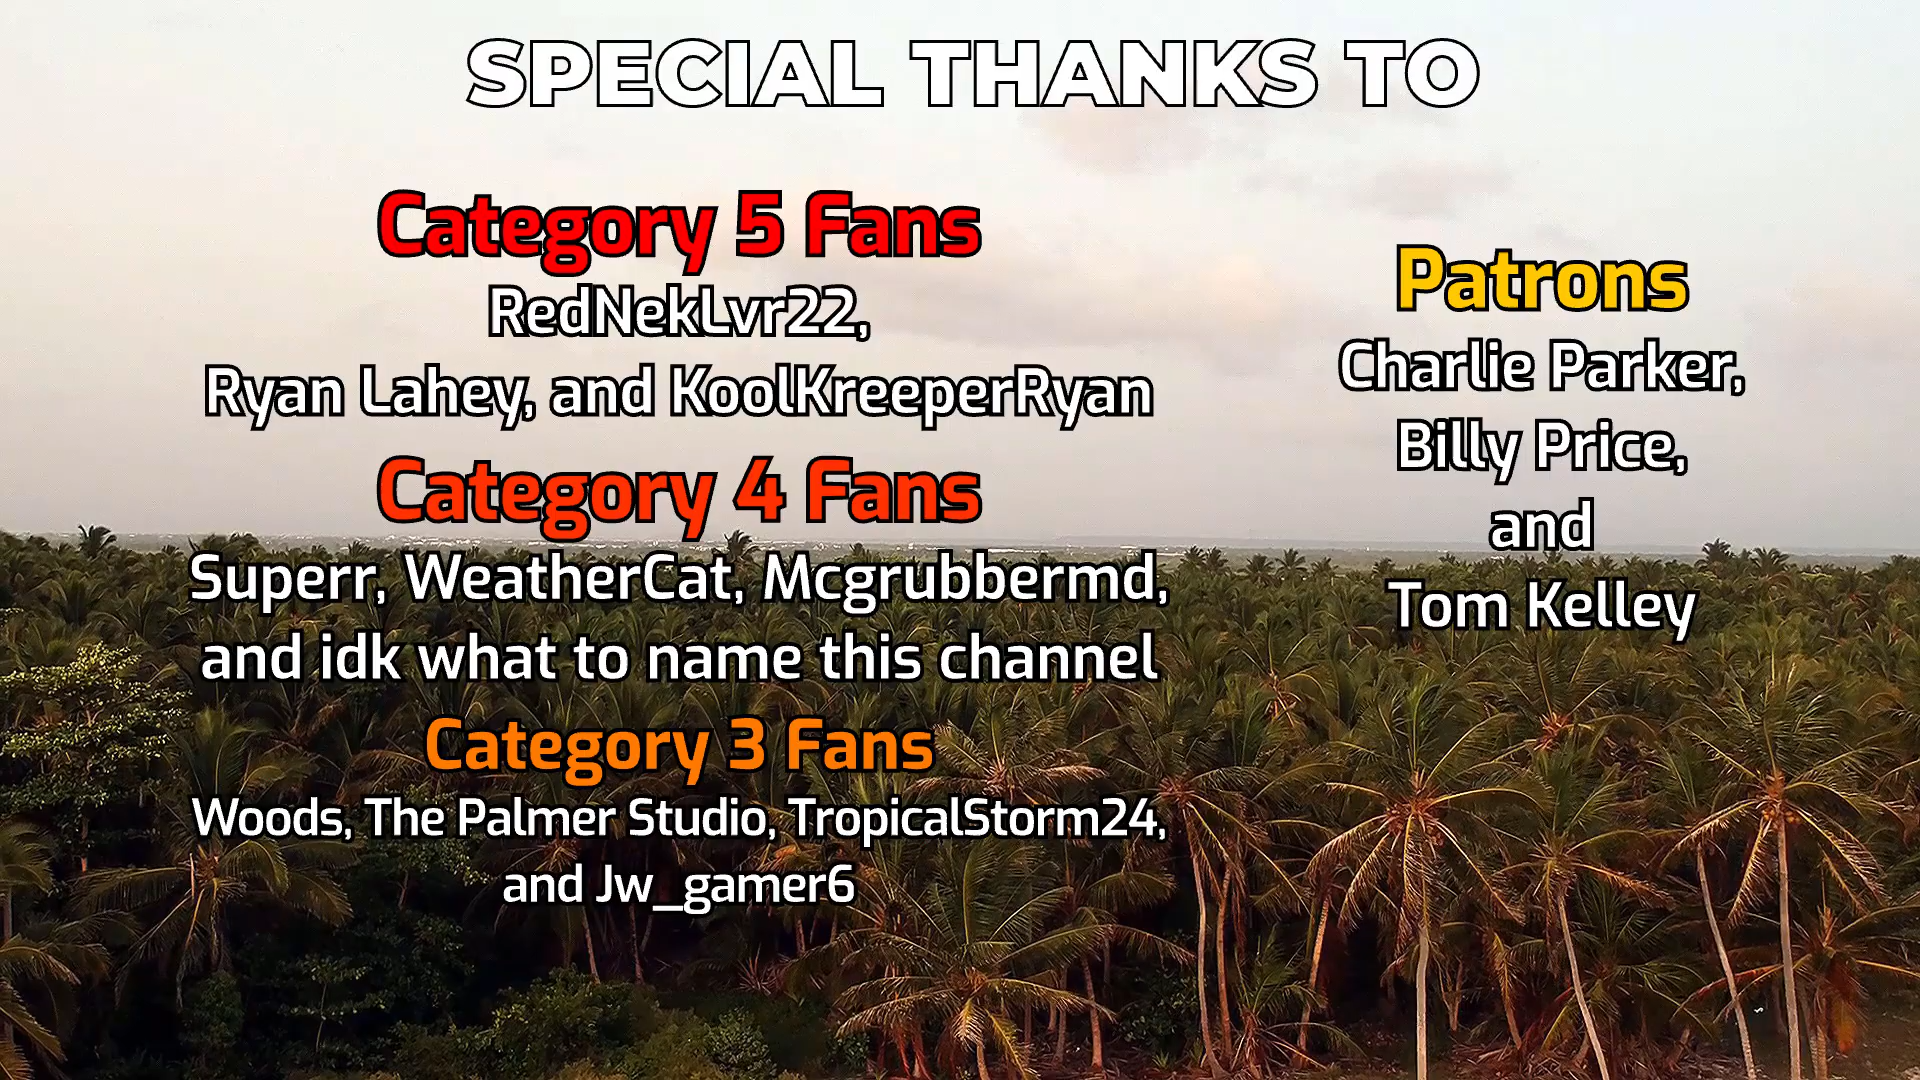 SPECIAL THANKS TO
Category 5 Fans
RedNekLvr22,
Ryan Lahey, and KoolKreeperRyan
Category 4 Fans
Superr, WeatherCat, Mcgrubbermd,
and idk what to name this channel
Category 3 Fans
Woods, The Palmer Studio, TropicalStorm24,
and Jw_gamer6
Patrons
Charlie Parker,
Billy Price,
and
Tom Kelley